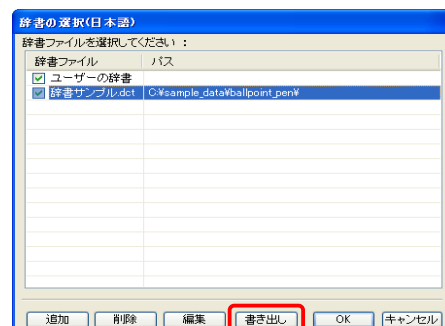 辞書の選択(日本語)
辞書ファイルを選択してください :
辞書ファイル パス
ユーザーの辞書
辞書サンプル.dct C:¥sample_data¥ballpoint_pen¥
追加 削除 編集 書き出し OK キャンセル